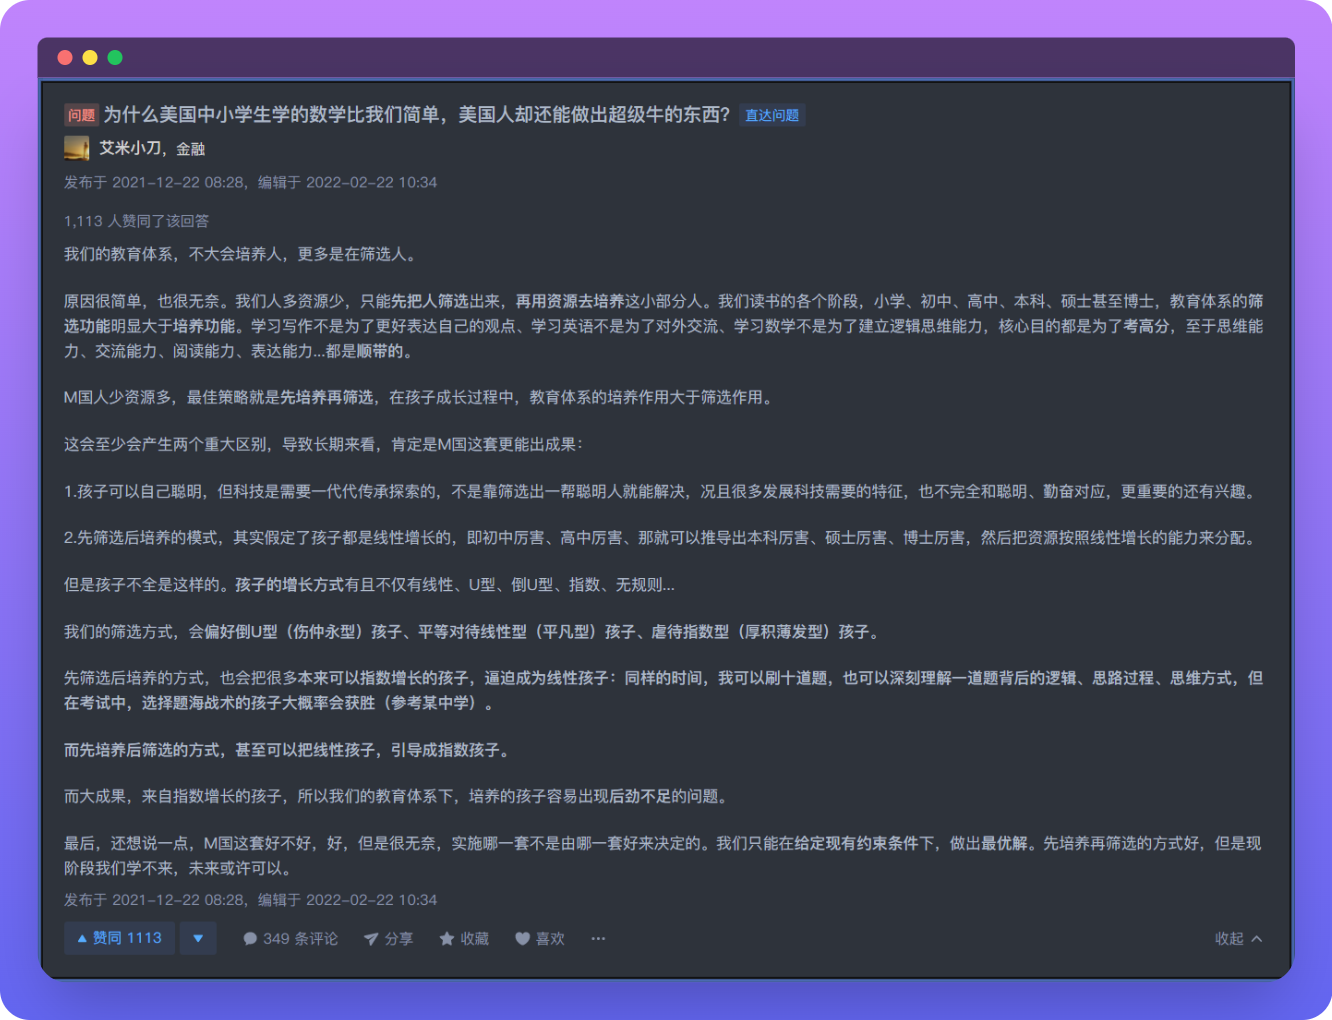 问题 为什么美国中小学生学的数学比我们简单，美国人却还能做出超级牛的东西？ 直达问题
艾米小刀，金融
发布于 2021-12-22 08:28，编辑于 2022-02-22 10:34
1,113 人赞同了该回答
我们的教育体系，不大会培养人，更多是在筛选人。
原因很简单，也很无奈。我们人多资源少，只能先把人筛选出来，再用资源去培养这小部分人。我们读书的各个阶段，小学、初中、高中、本科、硕士甚至博士，教育体系的筛
选功能明显大于培养功能。学习写作不是为了更好表达自己的观点、学习英语不是为了对外交流、学习数学不是为了建立逻辑思维能力，核心目的都是为了考高分，至于思维能
力、交流能力、阅读能力、表达能力...都是顺带的。
M国人少资源多，最佳策略就是先培养再筛选，在孩子成长过程中，教育体系的培养作用大于筛选作用。
这会至少会产生两个重大区别，导致长期来看，肯定是M国这套更能出成果：
1.孩子可以自己聪明，但科技是需要一代代传承探索的，不是靠筛选出一帮聪明人就能解决，况且很多发展科技需要的特征，也不完全和聪明、勤奋对应，更重要的还有兴趣。
2.先筛选后培养的模式，其实假定了孩子都是线性增长的，即初中厉害、高中厉害、那就可以推导出本科厉害、硕士厉害、博士厉害，然后把资源按照线性增长的能力来分配。
但是孩子不全是这样的。孩子的增长方式有且不仅有线性、U型、倒U型、指数、无规则...
我们的筛选方式，会偏好倒U型（伤仲永型）孩子、平等对待线性型（平凡型）孩子、虐待指数型（厚积薄发型）孩子。
先筛选后培养的方式，也会把很多本来可以指数增长的孩子，逼迫成为线性孩子：同样的时间，我可以刷十道题，也可以深刻理解一道题背后的逻辑、思路过程、思维方式，但
在考试中，选择题海战术的孩子大概率会获胜（参考某中学）。
而先培养后筛选的方式，甚至可以把线性孩子，引导成指数孩子。
而大成果，来自指数增长的孩子，所以我们的教育体系下，培养的孩子容易出现后劲不足的问题。
最后，还想说一点，M国这套好不好，好，但是很无奈，实施哪一套不是由哪一套好来决定的。我们只能在给定现有约束条件下，做出最优解。先培养再筛选的方式好，但是现
阶段我们学不来，未来或许可以。
发布于 2021-12-22 08:28，编辑于 2022-02-22 10:34
赞同 1113 349 条评论 分享 收藏 喜欢 ... 收起